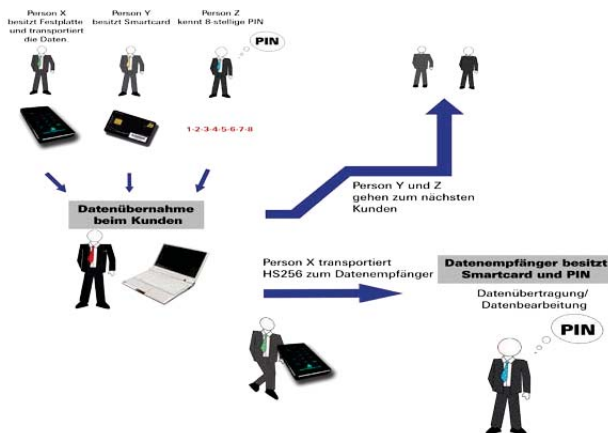 Person X
besitzt Festplatte
und transportiert
die Daten
Person Y
besitzt Smartcard
Person Z
kennt 8-stellige PIN
PIN
1-2-3-4-5-6-7-8
Datenübernahme
beim Kunden
Person Y und Z
gehen zum nächsten
Kunden
Person X transportiert
HS256 zum Datenempfänger
Datenempfänger besitzt
Smartcard und PIN
Datenübertragung/
Datenbearbeitung
PIN